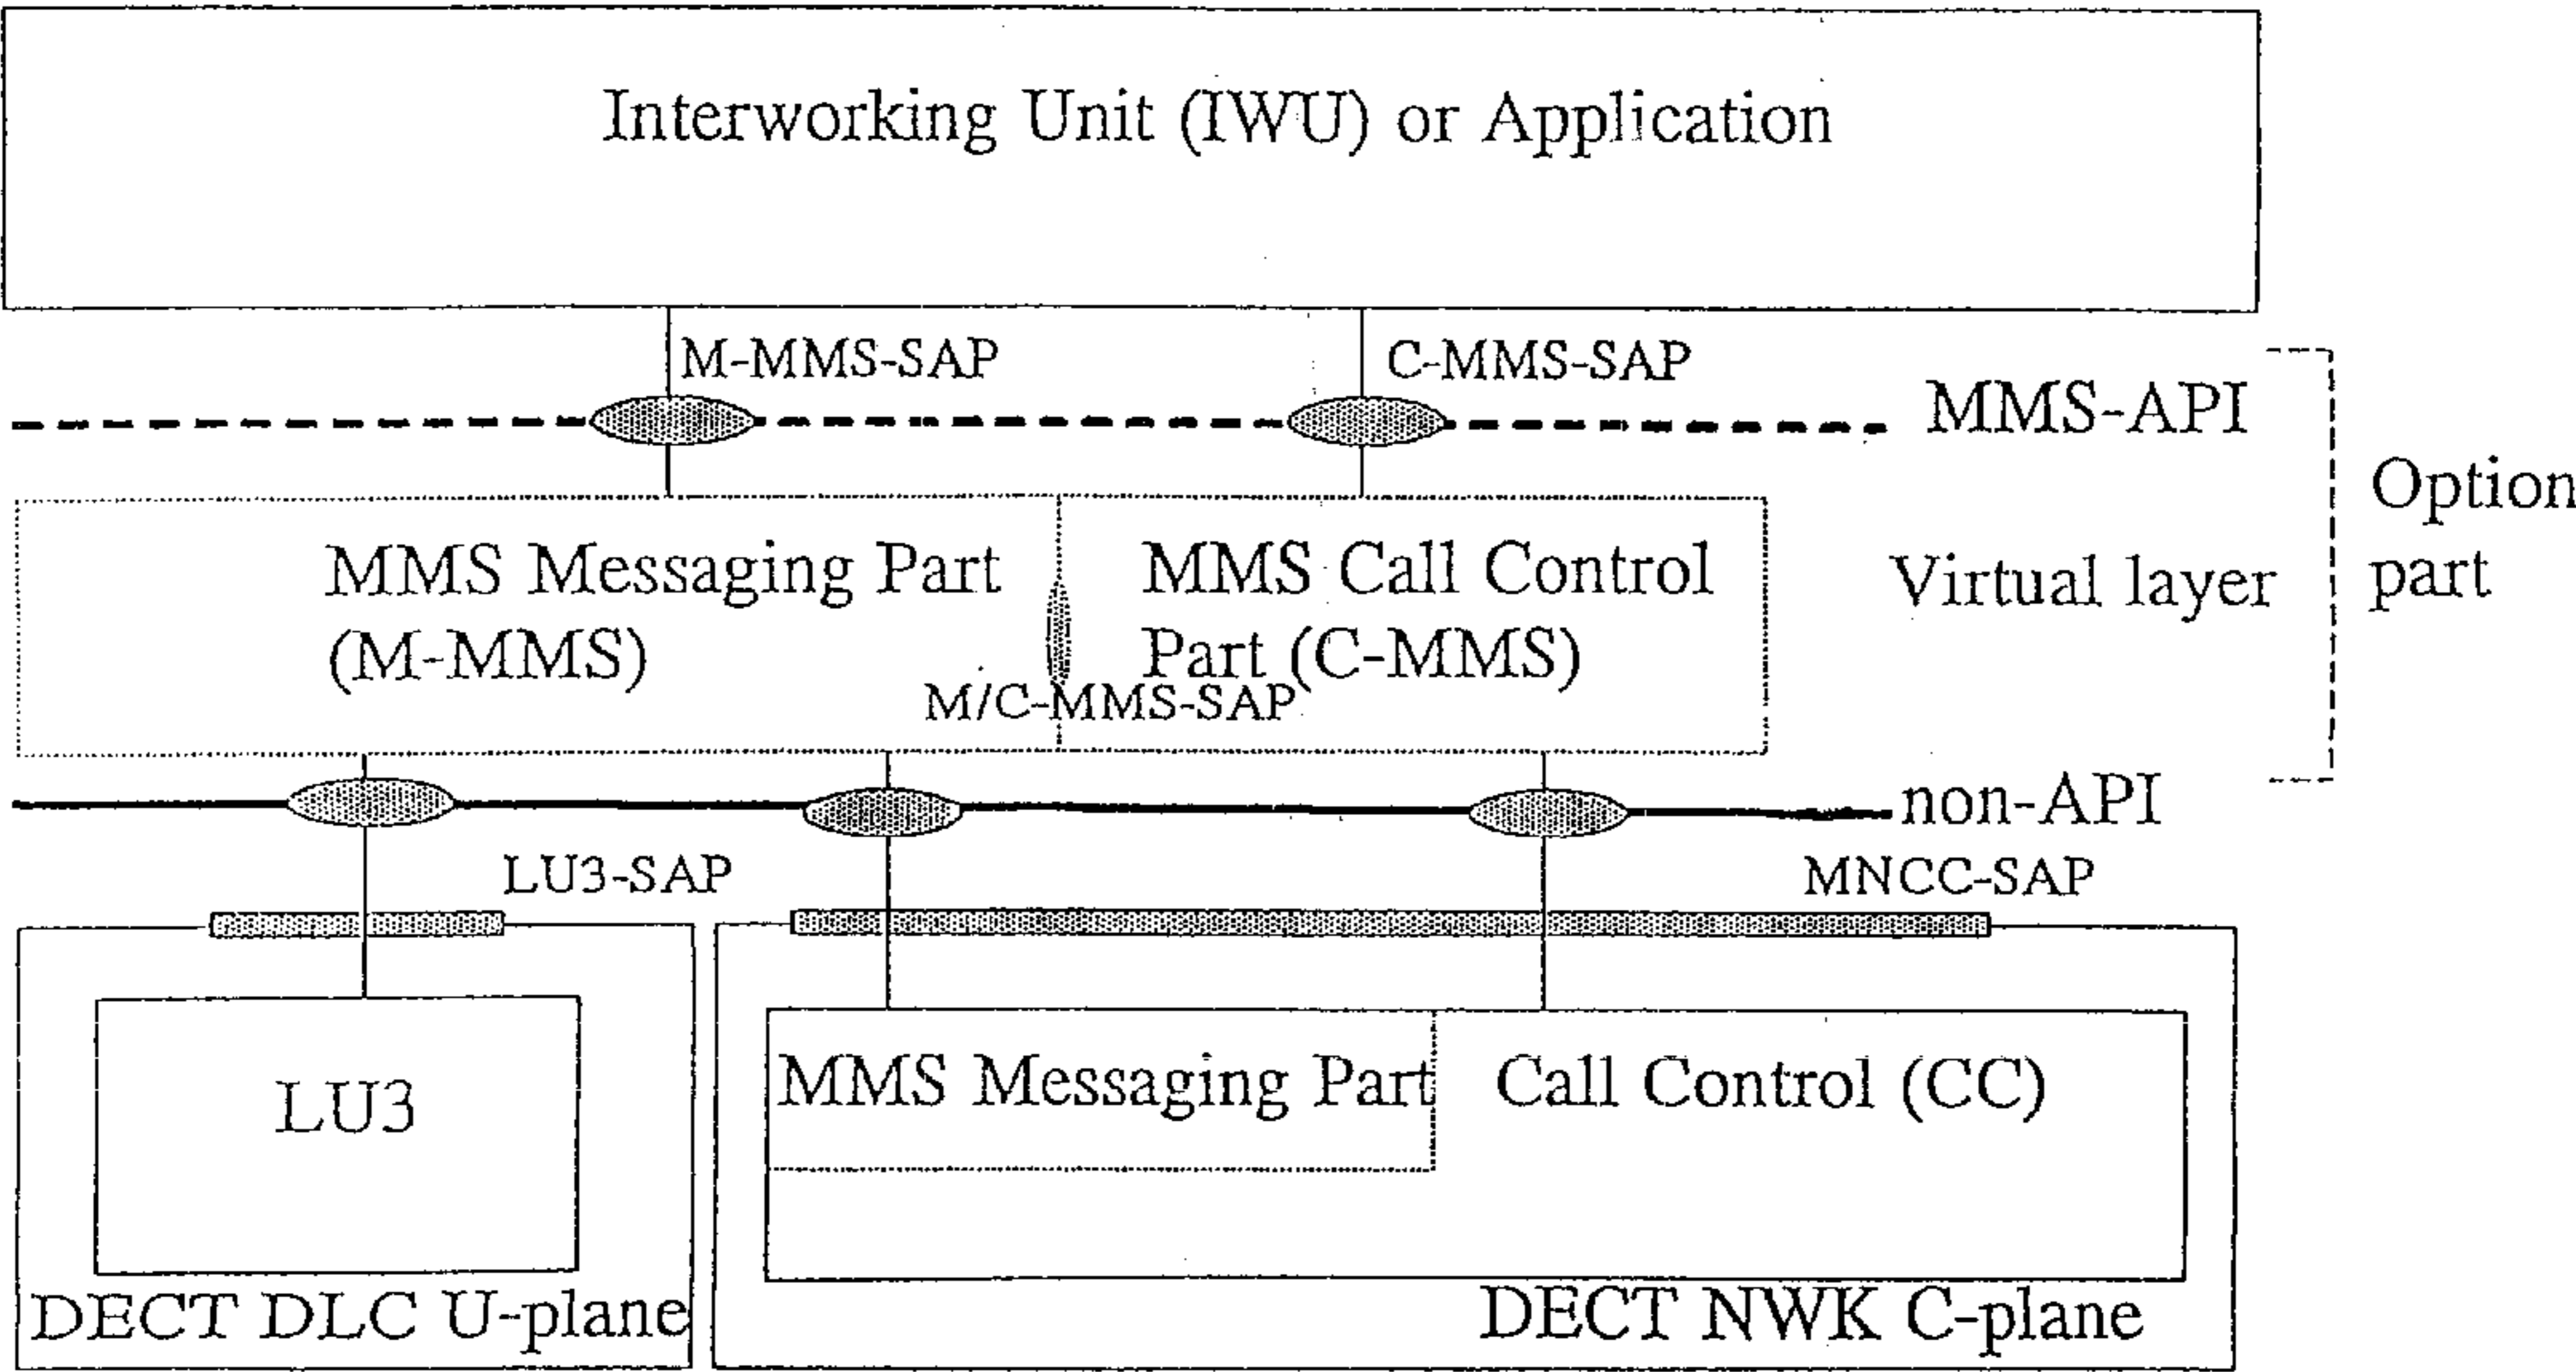 Interworking Unit (IWU) or Application
M-MMS-SAP
C-MMS-SAP
MMS-API
Option
part
MMS Messaging Part
(M-MMS)
MMS Call Control
Part (C-MMS)
Virtual layer
M/C-MMS-SAP
non-API
LU3-SAP
MNCC-SAP
LU3
MMS Messaging Part
Call Control (CC)
DECT DLC U-plane
DECT NWK C-plane